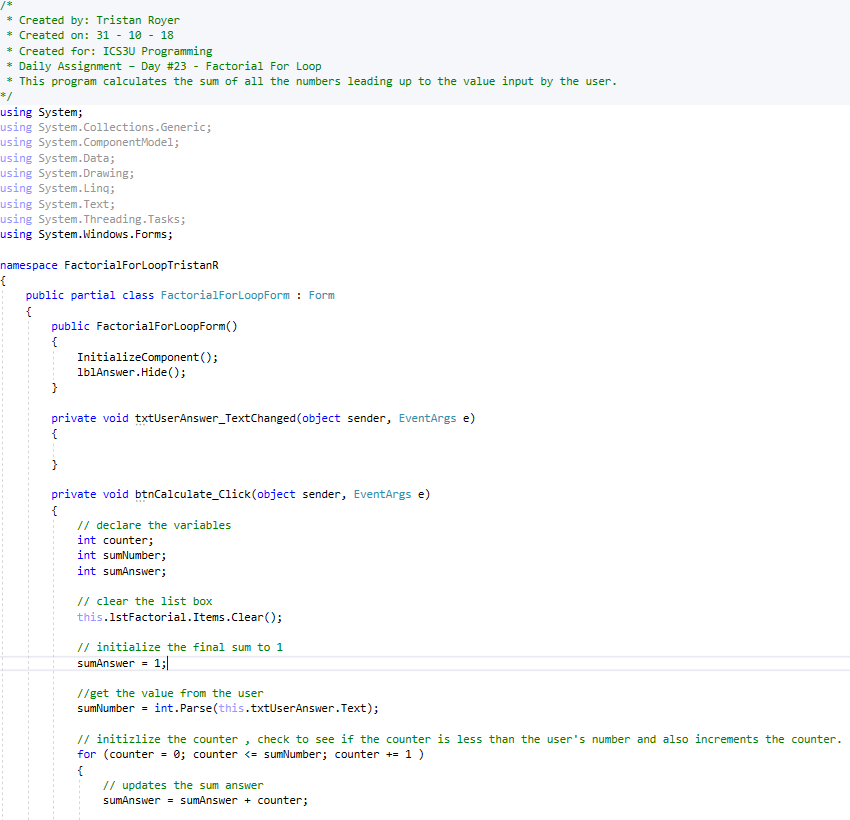 /*
 * Created by: Tristan Royer
 * Created on: 31 - 10 - 18
 * Created for: ICS3U Programming
 * Daily Assignment – Day #23 - Factorial For Loop
 * This program calculates the sum of all the numbers leading up to the value input by the user.
*/
using System;
using System.Collections.Generic;
using System.ComponentModel;
using System.Data;
using System.Drawing;
using System.Linq;
using System.Text;
using System.Threading.Tasks;
using System.Windows.Forms;

namespace FactorialForLoopTristanR
{
    public partial class FactorialForLoopForm : Form
    {
        public FactorialForLoopForm()
        {
            InitializeComponent();
            lblAnswer.Hide();
        }

        private void txtUserAnswer_TextChanged(object sender, EventArgs e)
        {

        }

        private void btnCalculate_Click(object sender, EventArgs e)
        {
            // declare the variables
            int counter;
            int sumNumber;
            int sumAnswer;

            // clear the list box
            this.lstFactorial.Items.Clear();

            // initialize the final sum to 1
            sumAnswer = 1;

            //get the value from the user
            sumNumber = int.Parse(this.txtUserAnswer.Text);

            // initizlize the counter , check to see if the counter is less than the user's number and also increments the counter.
            for (counter = 0; counter <= sumNumber; counter += 1 )
            {
                // updates the sum answer
                sumAnswer = sumAnswer + counter;